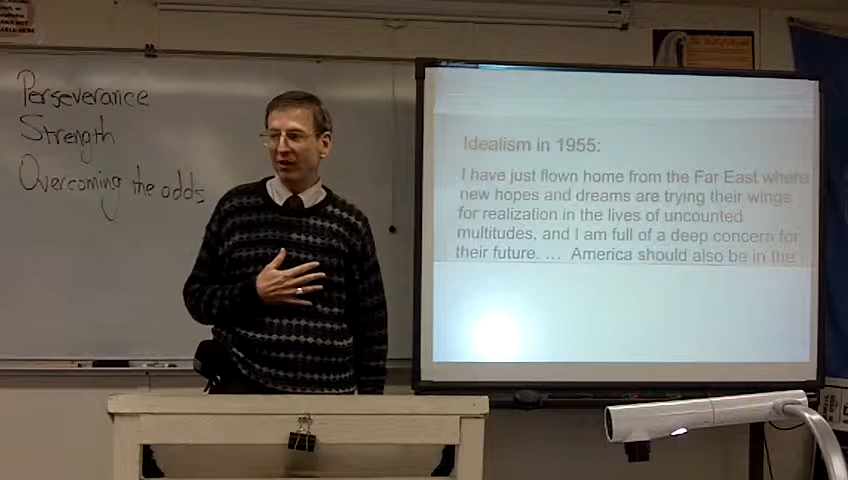 Perseverance
Strength
Overcoming the odds
Idealism in 1955:
I have just flown home from the Far East where
new hopes and dreams are trying their wings
for realization in the lives of uncounted
multitudes, and I am full of a deep concern for
their future. ... America should also be in the